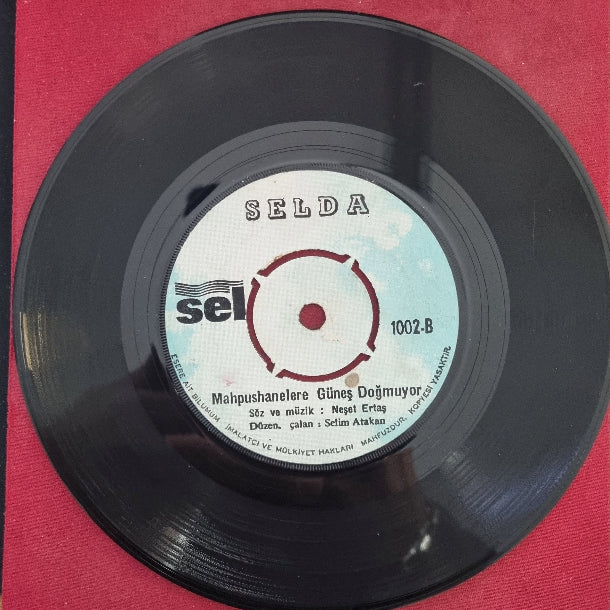 SELDA
sel
1002-B
Mahpushanelere Güneş Doğmuyor
Söz ve müzik : Neşet Ertaş
Düzen. çalan : Selim Atakan
ESERE AİT BİLUMUM İMALATÇI VE MÜLKİYET HAKLARI MAHFUZDUR. KOPYESİ YASAKTIR.